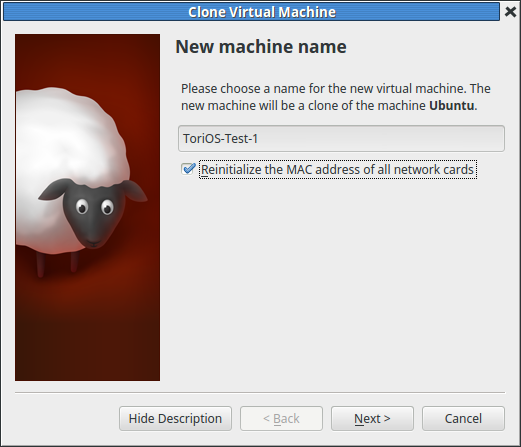 Clone Virtual Machine
New machine name
Please choose a name for the new virtual machine. The
new machine will be a clone of the machine Ubuntu.
ToriOS-Test-1
Reinitialize the MAC address of all network cards
Hide Description
< Back
Next >
Cancel